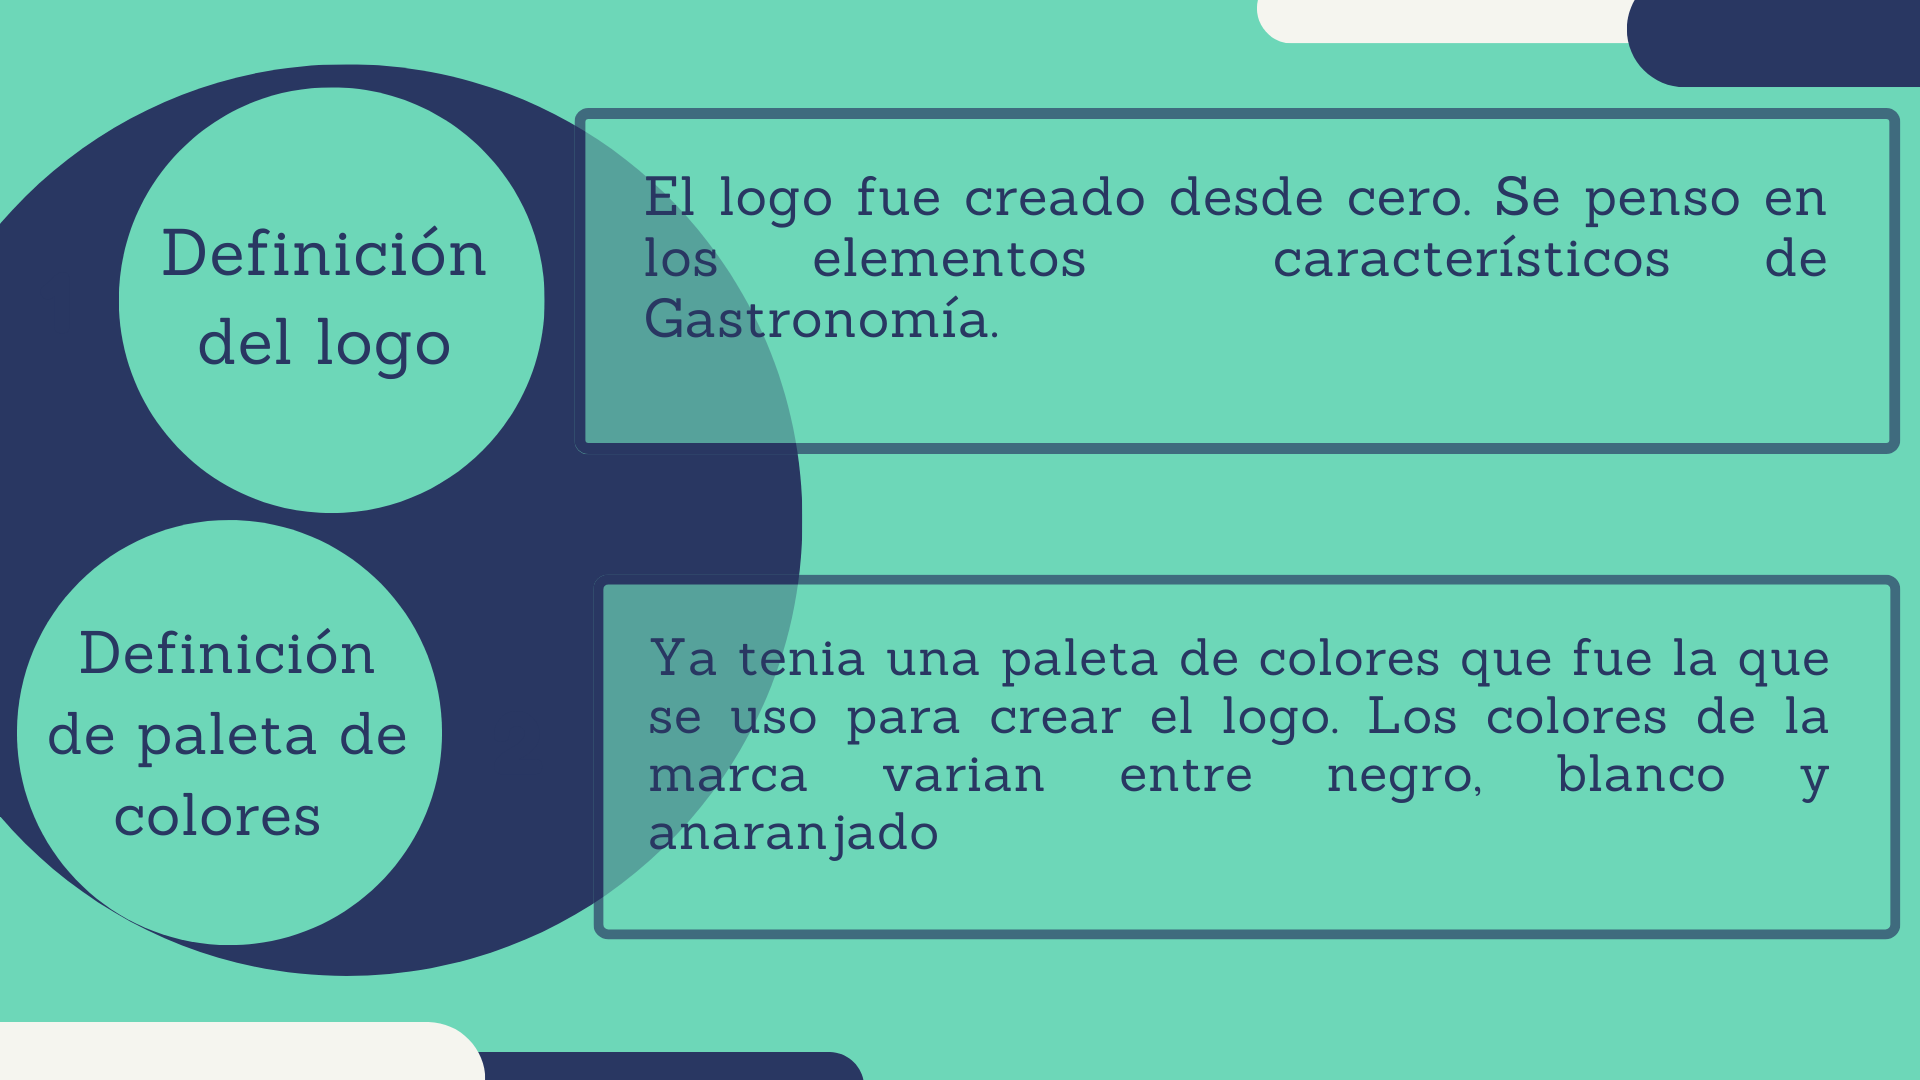 Definición
del logo
El logo fue creado desde cero. Se penso en
los elementos característicos de
Gastronomía.
Definición
de paleta de
colores
Ya tenia una paleta de colores que fue la que
se uso para crear el logo. Los colores de la
marca varian entre negro, blanco y
anaranjado